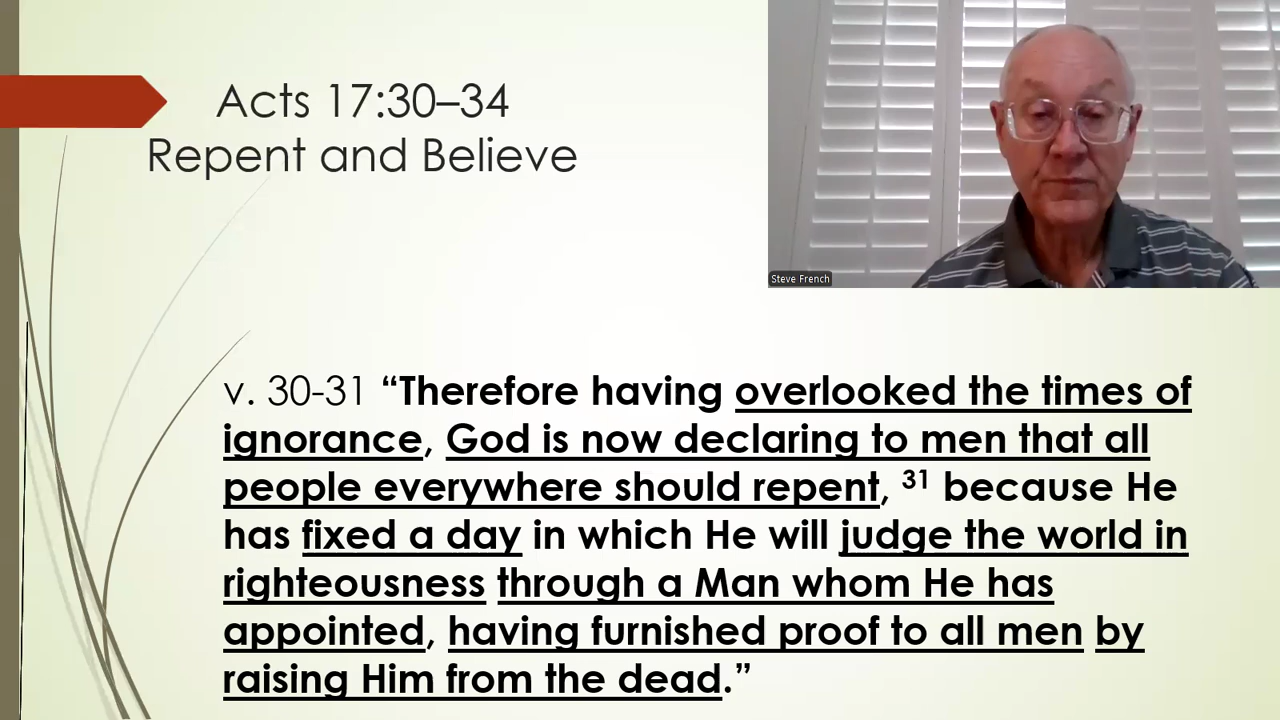 Acts 17:30–34
Repent and Believe
Steve French
v. 30-31 “Therefore having overlooked the times of
ignorance, God is now declaring to men that all
people everywhere should repent, ³¹ because He
has fixed a day in which He will judge the world in
righteousness through a Man whom He has
appointed, having furnished proof to all men by
raising Him from the dead.”